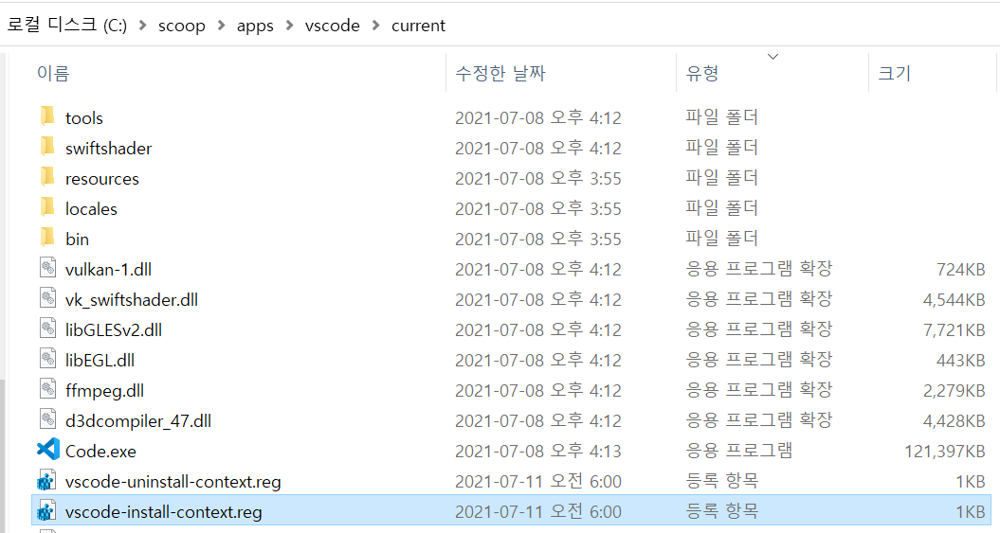 로컬 디스크 (C:) > scoop > apps > vscode > current
이름 수정한 날짜 유형 크기
tools 2021-07-08 오후 4:12 파일 폴더
swiftshader 2021-07-08 오후 4:12 파일 폴더
resources 2021-07-08 오후 3:55 파일 폴더
locales 2021-07-08 오후 3:55 파일 폴더
bin 2021-07-08 오후 3:55 파일 폴더
vulkan-1.dll 2021-07-08 오후 4:12 응용 프로그램 확장 724KB
vk_swiftshader.dll 2021-07-08 오후 4:12 응용 프로그램 확장 4,544KB
libGLESv2.dll 2021-07-08 오후 4:12 응용 프로그램 확장 7,721KB
libEGL.dll 2021-07-08 오후 4:12 응용 프로그램 확장 443KB
ffmpeg.dll 2021-07-08 오후 4:12 응용 프로그램 확장 2,279KB
d3dcompiler_47.dll 2021-07-08 오후 4:12 응용 프로그램 확장 4,428KB
Code.exe 2021-07-08 오후 4:13 응용 프로그램 121,397KB
vscode-uninstall-context.reg 2021-07-11 오전 6:00 등록 항목 1KB
vscode-install-context.reg 2021-07-11 오전 6:00 등록 항목 1KB